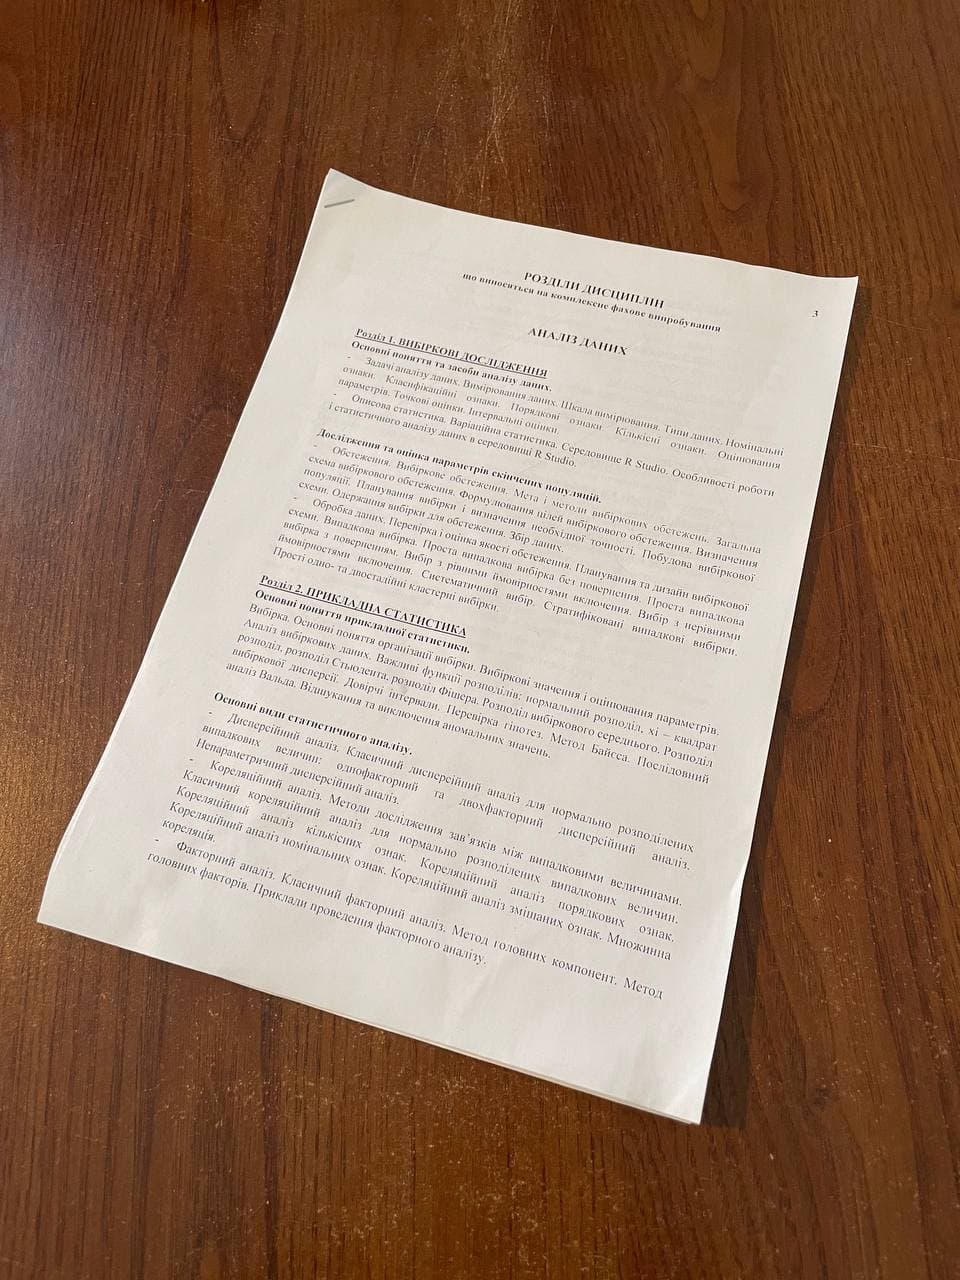 3
РОЗДІЛИ ДИСЦИПЛІН
що виносяться на комплексне фахове випробування
АНАЛІЗ ДАНИХ
Розділ 1. ВИБІРКОВІ ДОСЛІДЖЕННЯ
Основні поняття та засоби аналізу даних.
- Задачі аналізу даних. Вимірювання даних. Шкала вимірювання. Типи даних. Номінальні
ознаки. Класифікаційні ознаки. Порядкові ознаки Кількісні ознаки. Оцінювання
параметрів. Точкові оцінки. Інтервальні оцінки.
- Описова статистика. Варіаційна статистика. Середовище R Studio. Особливості роботи
і статистичного аналізу даних в середовищі R Studio.
Дослідження та оцінка параметрів скінчених популяцій.
- Обстеження. Вибіркове обстеження. Мета і методи вибіркових обстежень. Загальна
схема вибіркового обстеження. Формулювання цілей вибіркового обстеження. Визначення
популяції. Планування вибірки і визначення необхідної точності. Побудова вибіркової
схеми. Одержання вибірки для обстеження. Збір даних.
- Обробка даних. Перевірка і оцінка якості обстеження. Планування та дизайн вибіркової
схеми. Випадкова вибірка. Проста випадкова вибірка без повернення. Проста випадкова
вибірка з поверненням. Вибір з рівними ймовірностями включення. Вибір з нерівними
ймовірностями включення. Систематичний вибір. Стратифіковані випадкові вибірки.
Прості одно- та двостадійні кластерні вибірки.
Розділ 2. ПРИКЛАДНА СТАТИСТИКА
Основні поняття прикладної статистики.
Вибірка. Основні поняття організації вибірки. Вибіркові значення і оцінювання параметрів.
Аналіз вибіркових даних. Важливі функції розподілів: нормальний розподіл, хі – квадрат
розподіл, розподіл Стьюдента, розподіл Фішера. Розподіл вибіркового середнього. Розподіл
вибіркової дисперсії. Довірчі інтервали. Перевірка гіпотез. Метод Байєса. Послідовний
аналіз Вальда. Відшукання та виключення аномальних значень.
Основні види статистичного аналізу.
- Дисперсійний аналіз. Класичний дисперсійний аналіз для нормально розподілених
випадкових величин: однофакторний та двохфакторний дисперсійний аналіз.
Непараметричний дисперсійний аналіз.
- Кореляційний аналіз. Методи дослідження зав’язків між випадковими величинами.
Класичний кореляційний аналіз для нормально розподілених випадкових величин.
Кореляційний аналіз кількісних ознак. Кореляційний аналіз порядкових ознак.
Кореляційний аналіз номінальних ознак. Кореляційний аналіз змішаних ознак. Множинна
кореляція.
- Факторний аналіз. Класичний факторний аналіз. Метод головних компонент. Метод
головних факторів. Приклади проведення факторного аналізу.